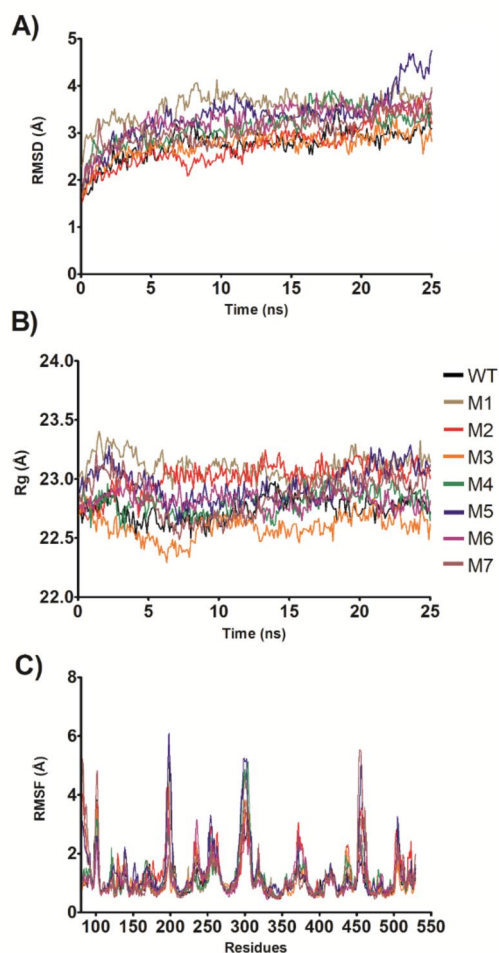 A)
RMSD (Å)
5
4
3
2
1
0
0 5 10 15 20 25
Time (ns)
B)
Rg (Å)
24.0
23.5
23.0
22.5
22.0
0 5 10 15 20 25
Time (ns)
WT
M1
M2
M3
M4
M5
M6
M7
C)
RMSF (Å)
8
6
4
2
0
100 150 200 250 300 350 400 450 500 550
Residues